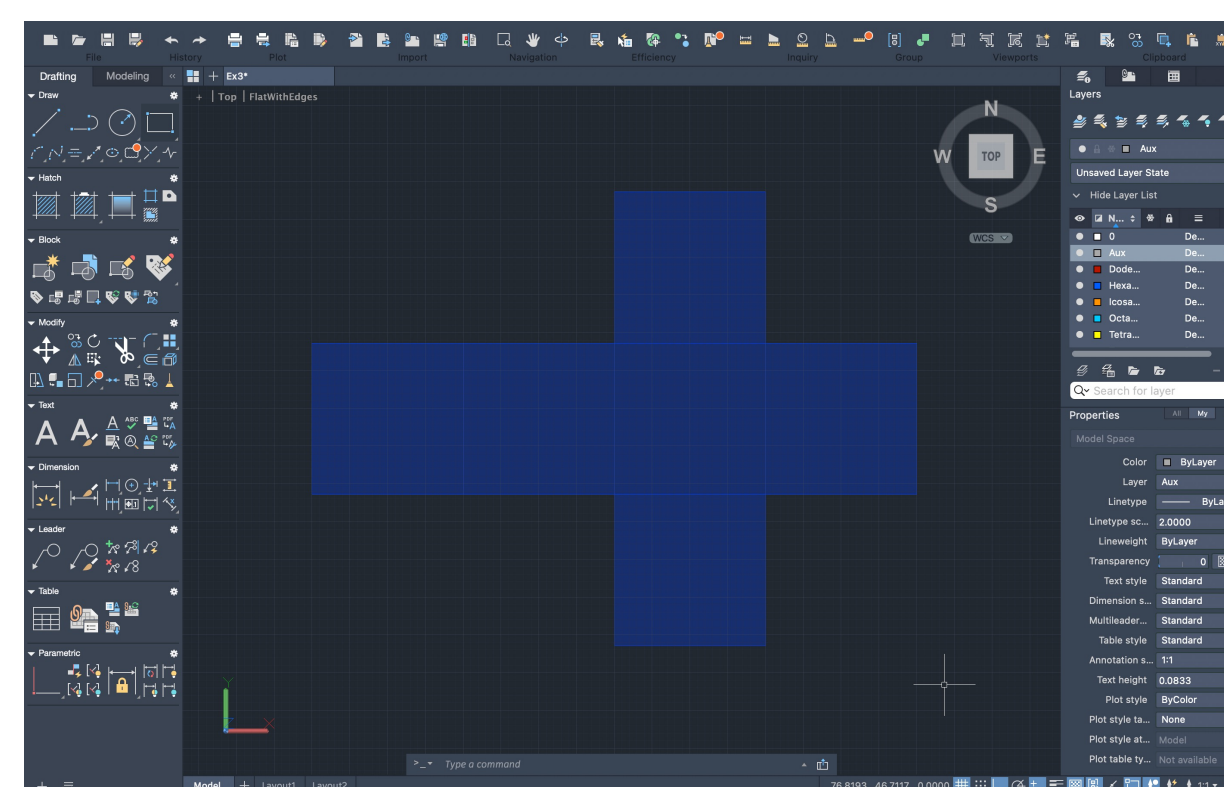 File History Plot Import Navigation Efficiency Inquiry Group Viewports Clipboard
Drafting Modeling « + Ex3*
+ | Top | FlatWithEdges
Draw
Hatch
Block
Modify
Text
A A A ABC PDF
Dimension
Leader
Table
Parametric
N
W TOP E
S
WCS
Y
X
>_ Type a command
Model + Layout1 Layout2
76.8193, 46.7117, 0.0000
1:1
Layers
Aux
Unsaved Layer State
Hide Layer List
N...
0 De...
Aux De...
Dode... De...
Hexa... De...
Icosa... De...
Octa... De...
Tetra... De...
Search for layer
Properties All My
Model Space
Color ByLayer
Layer Aux
Linetype ByLa
Linetype sc... 2.0000
Lineweight ByLayer
Transparency 0
Text style Standard
Dimension s... Standard
Multileader... Standard
Table style Standard
Annotation s... 1:1
Text height 0.0833
Plot style ByColor
Plot style ta... None
Plot style at... Model
Plot table ty... Not available